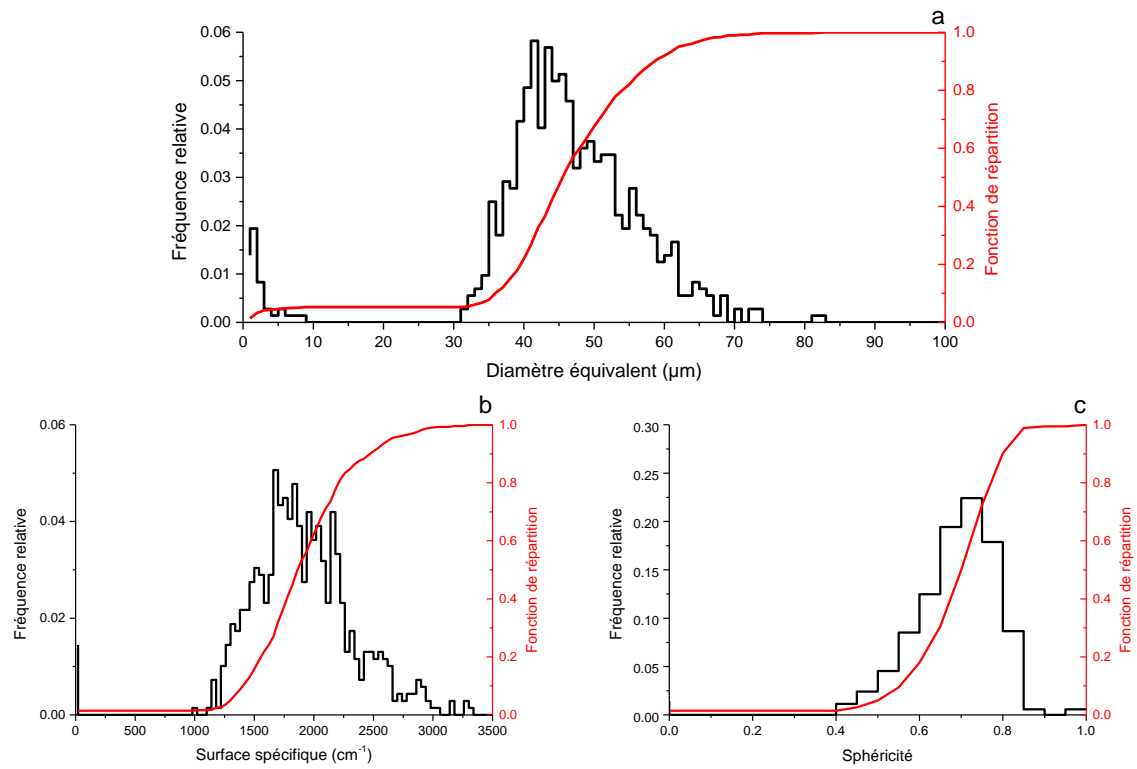 a
0.06
0.05
0.04
0.03
0.02
0.01
0.00
Fréquence relative
1.0
0.8
0.6
0.4
0.2
0.0
Fonction de répartition
0 10 20 30 40 50 60 70 80 90 100
Diamètre équivalent (µm)
b
0.06
0.04
0.02
0.00
Fréquence relative
1.0
0.8
0.6
0.4
0.2
0.0
Fonction de répartition
0 500 1000 1500 2000 2500 3000 3500
Surface spécifique (cm⁻¹)
c
0.30
0.25
0.20
0.15
0.10
0.05
0.00
Fréquence relative
1.0
0.8
0.6
0.4
0.2
0.0
Fonction de répartition
0.0 0.2 0.4 0.6 0.8 1.0
Sphéricité